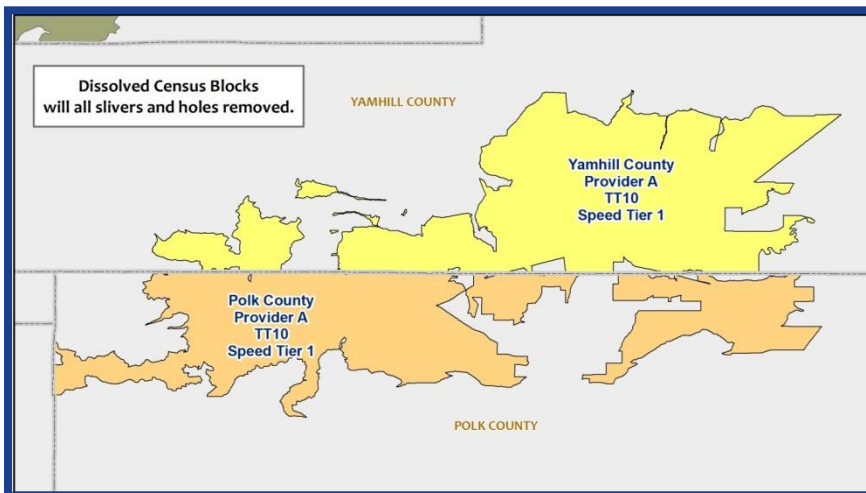 Dissolved Census Blocks
will all slivers and holes removed.
YAMHILL COUNTY
Yamhill County
Provider A
TT10
Speed Tier 1
Polk County
Provider A
TT10
Speed Tier 1
POLK COUNTY